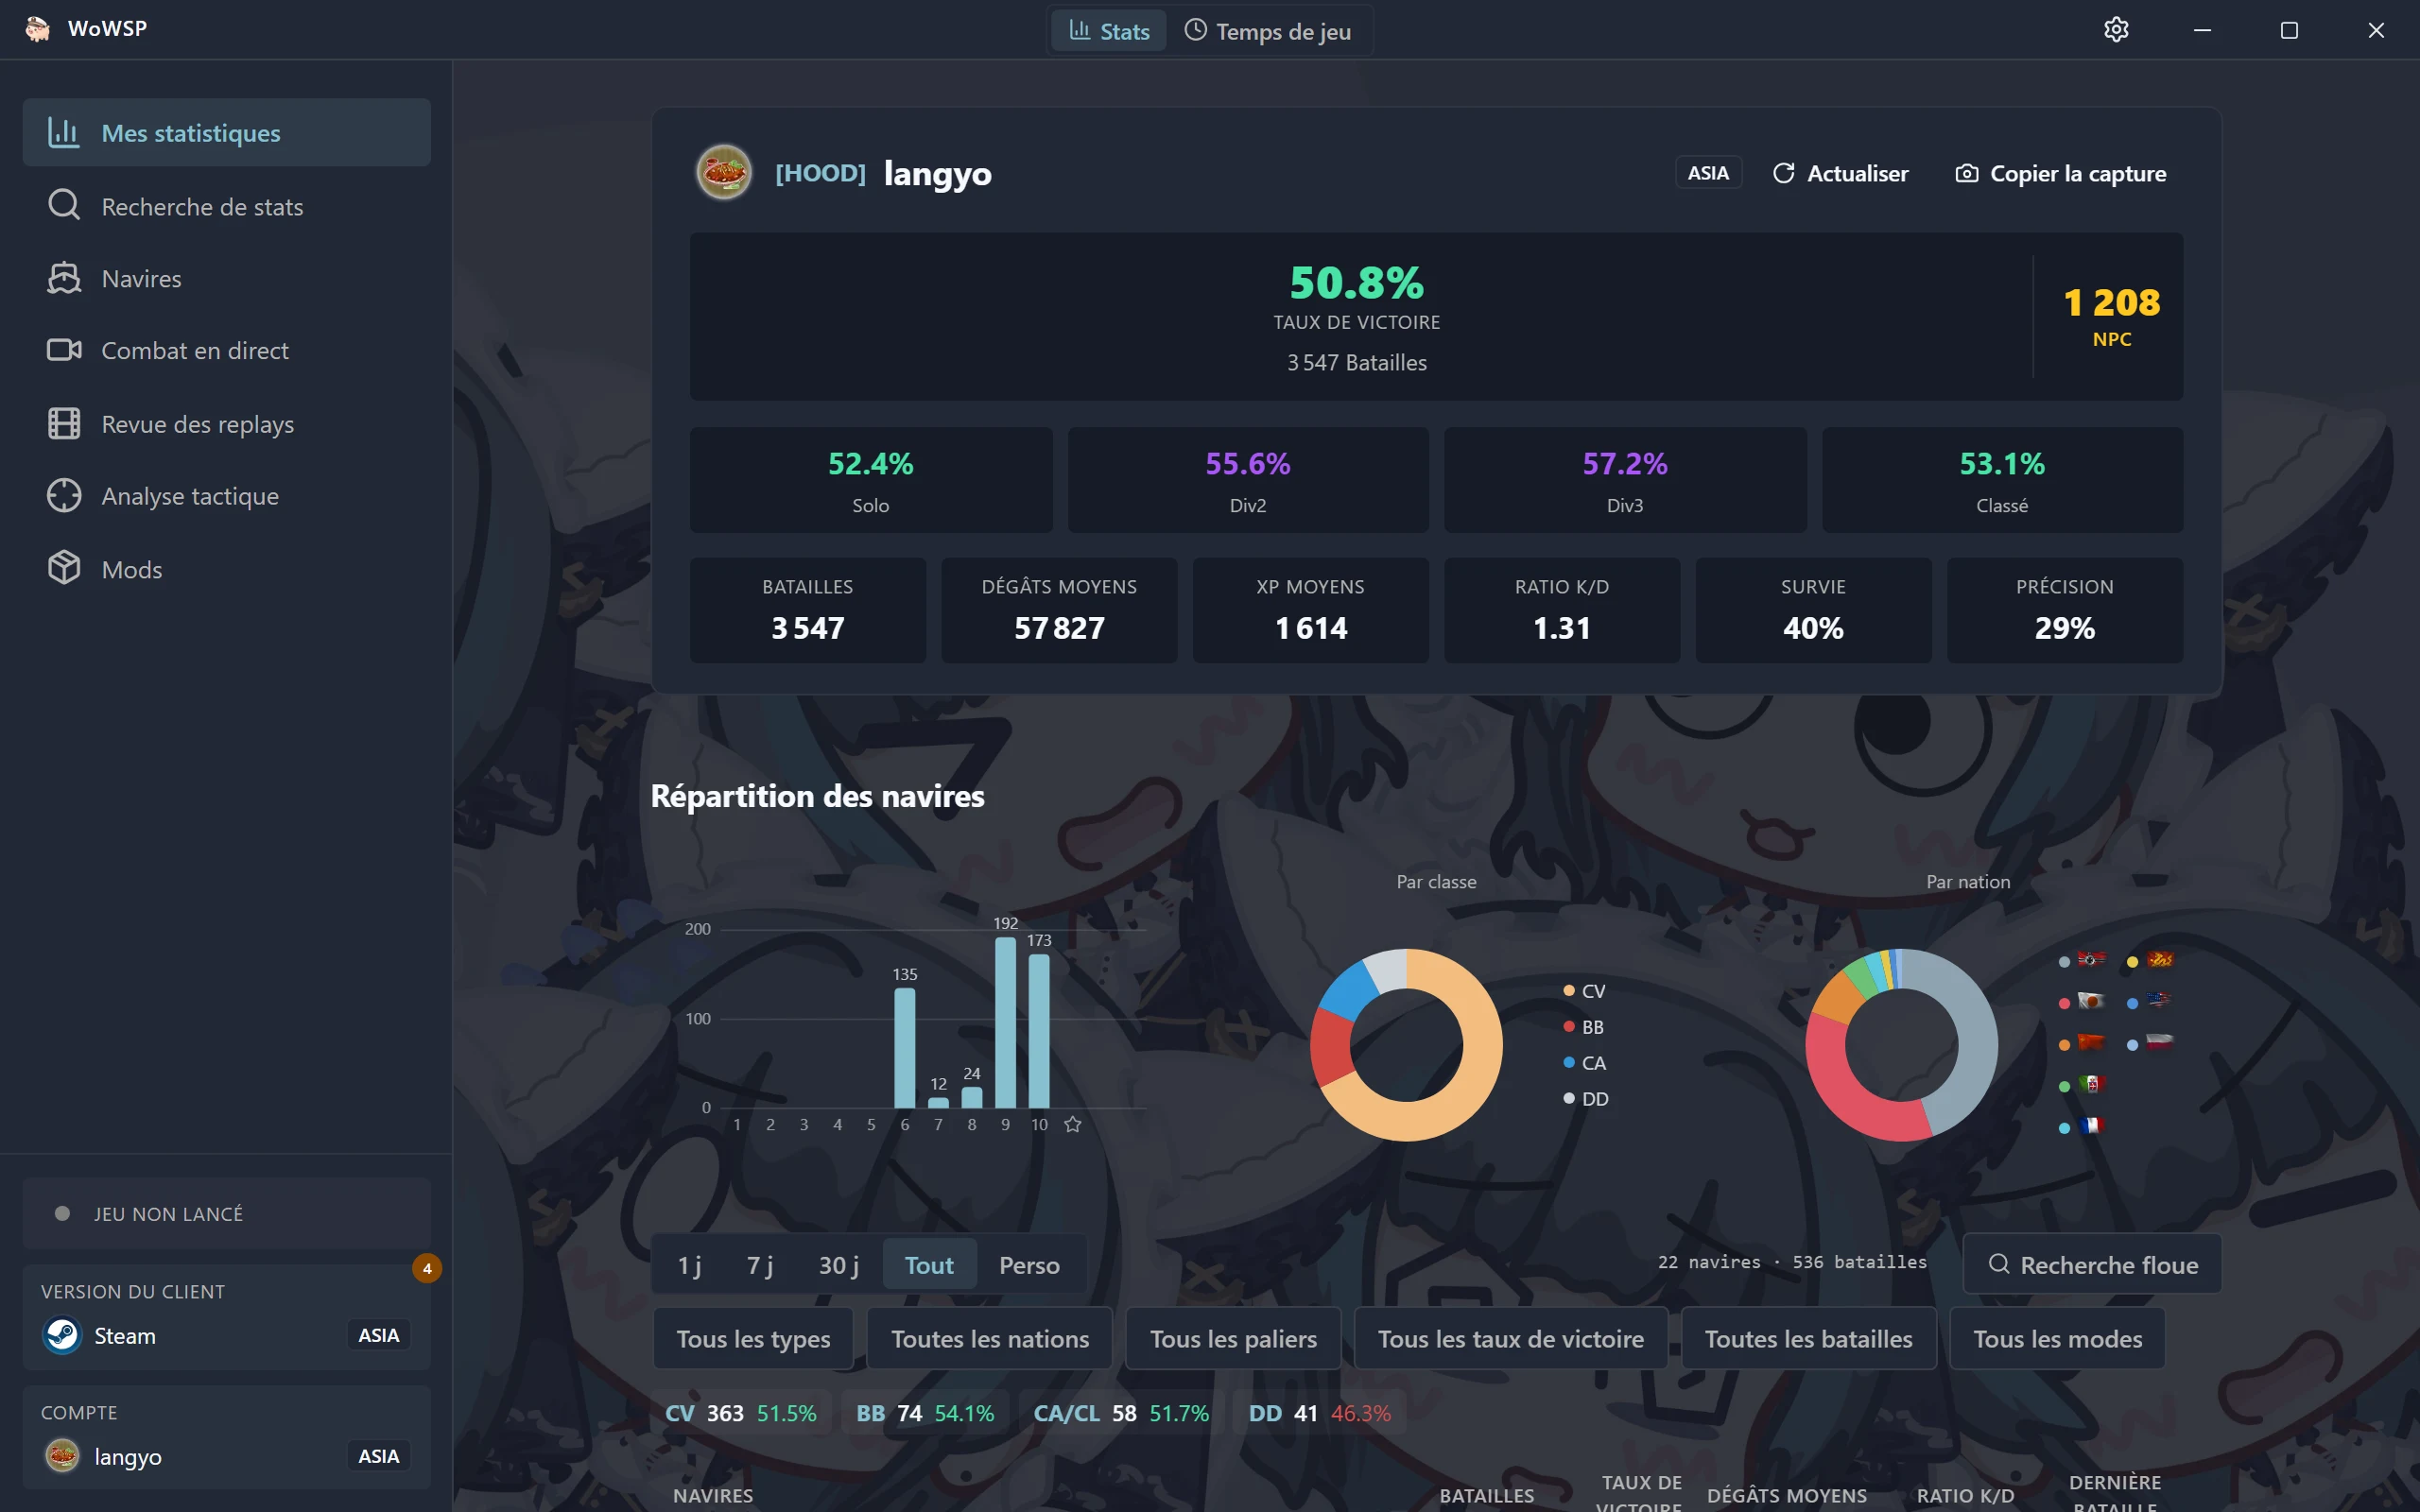 WoWSP
Stats
Temps de jeu
Mes statistiques
Recherche de stats
Navires
Combat en direct
Revue des replays
Analyse tactique
Mods
JEU NON LANCÉ
4
VERSION DU CLIENT
Steam
ASIA
COMPTE
langyo
ASIA
[HOOD] langyo
ASIA
Actualiser
Copier la capture
50.8%
TAUX DE VICTOIRE
3 547 Batailles
1 208
NPC
52.4%
Solo
55.6%
Div2
57.2%
Div3
53.1%
Classé
BATAILLES
3 547
DÉGÂTS MOYENS
57 827
XP MOYENS
1 614
RATIO K/D
1.31
SURVIE
40%
PRÉCISION
29%
Répartition des navires
200
100
0
135
12
24
192
173
1 2 3 4 5 6 7 8 9 10
Par classe
CV
BB
CA
DD
Par nation
1 j
7 j
30 j
Tout
Perso
22 navires · 536 batailles
Recherche floue
Tous les types
Toutes les nations
Tous les paliers
Tous les taux de victoire
Toutes les batailles
Tous les modes
CV 363 51.5%
BB 74 54.1%
CA/CL 58 51.7%
DD 41 46.3%
NAVIRES
BATAILLES
TAUX DE
VICTOIRE
DÉGÂTS MOYENS
RATIO K/D
DERNIÈRE
BATAILLE